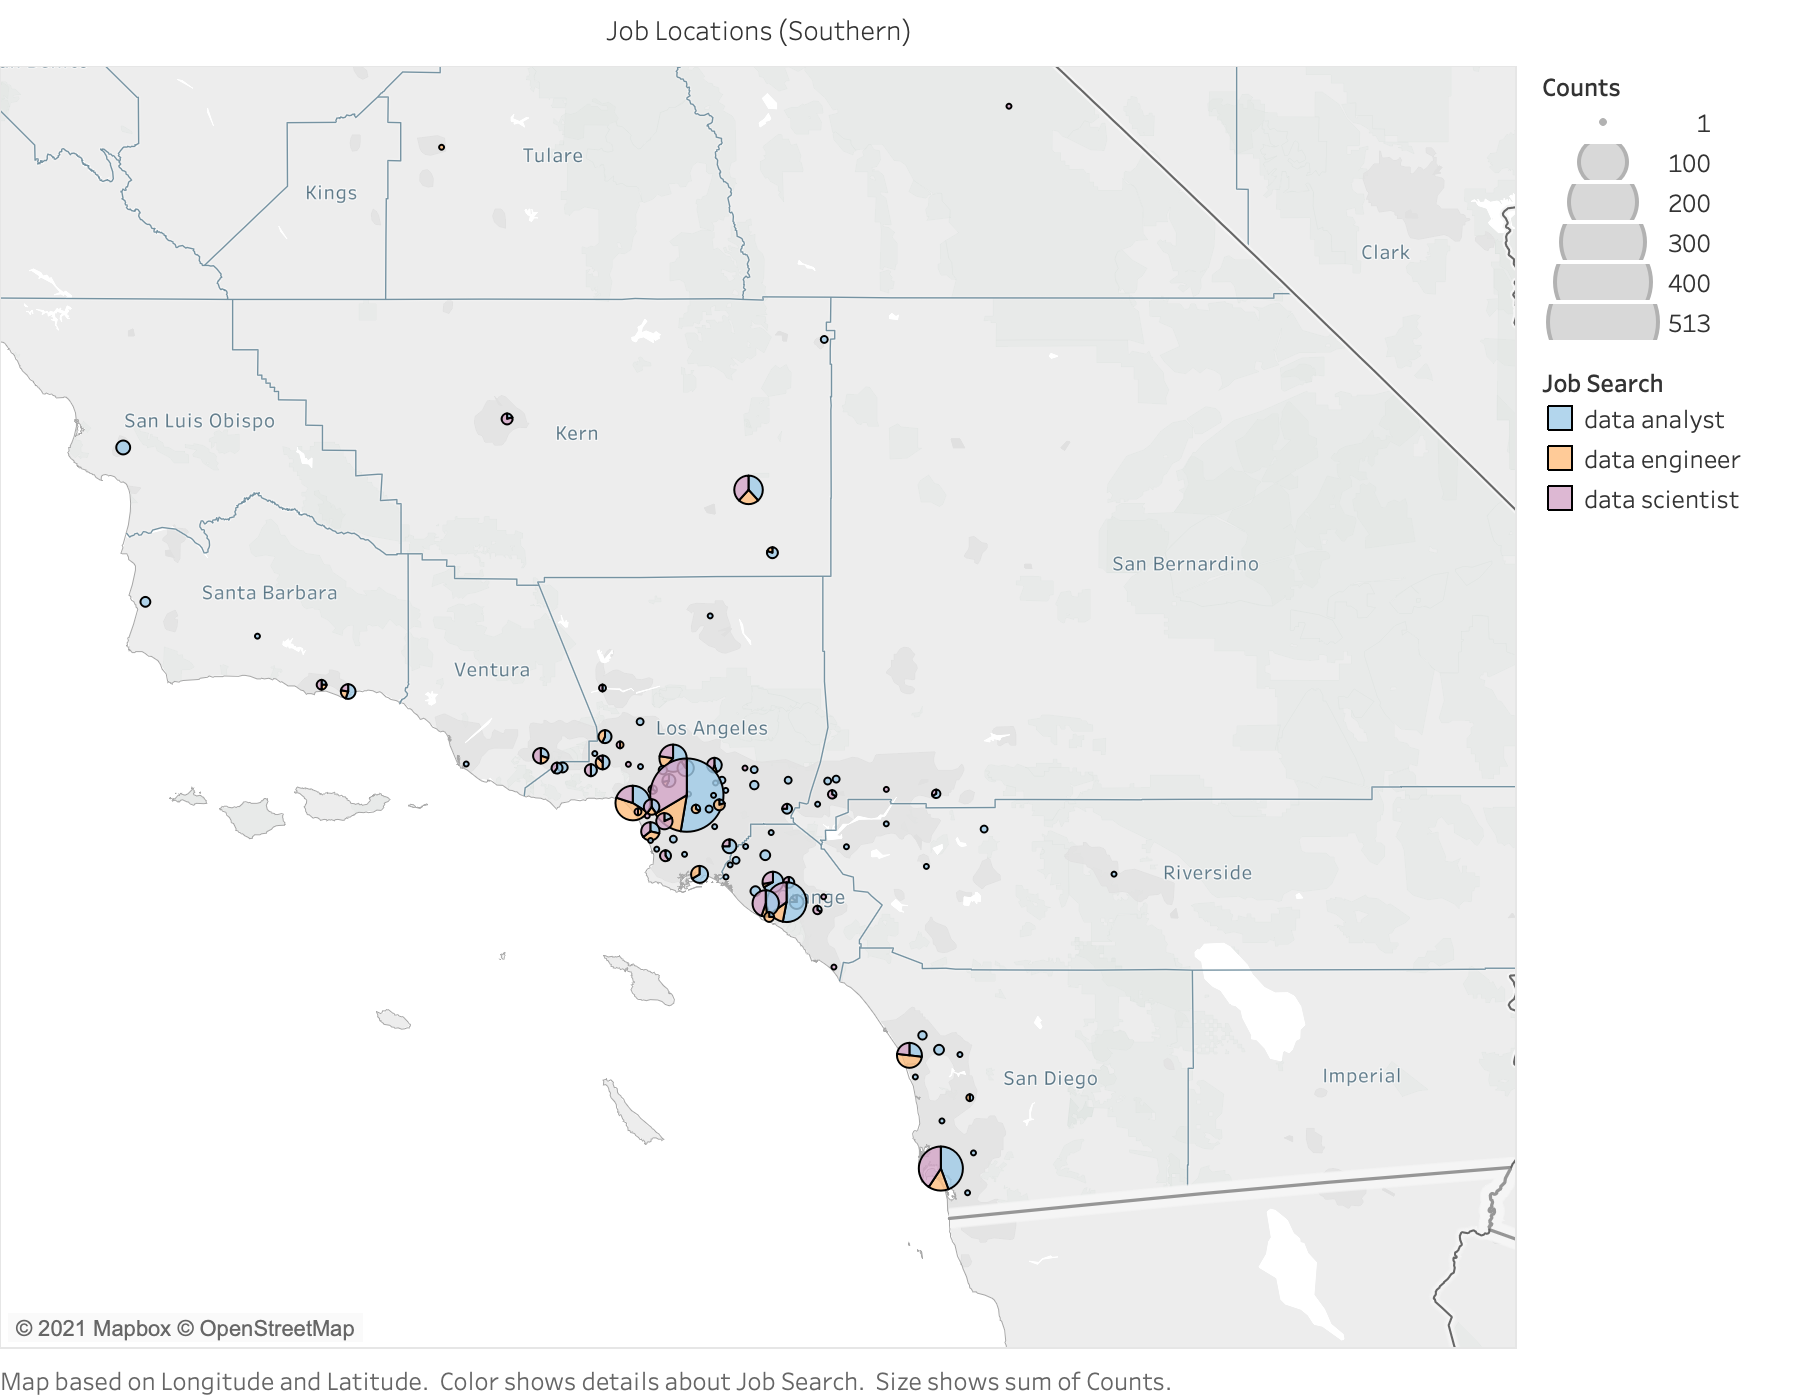 Job Locations (Southern)
Counts
1
100
200
300
400
513
Job Search
data analyst
data engineer
data scientist
Tulare
Kings
Clark
San Luis Obispo
Kern
San Bernardino
Santa Barbara
Ventura
Los Angeles
Riverside
nge
San Diego
Imperial
© 2021 Mapbox © OpenStreetMap
Map based on Longitude and Latitude. Color shows details about Job Search. Size shows sum of Counts.